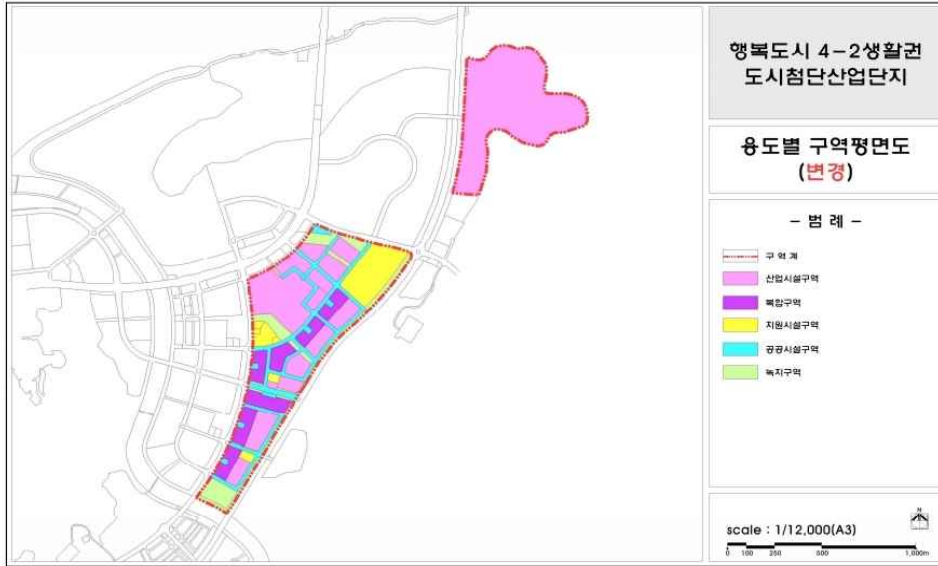 행복도시 4-2생활권
도시첨단산업단지
용도별 구역평면도
(변경)
- 범 례 -
구 역 계
산업시설구역
복합구역
지원시설구역
공공시설구역
녹지구역
N
scale : 1/12,000(A3)
0 100 250 500 1,000m